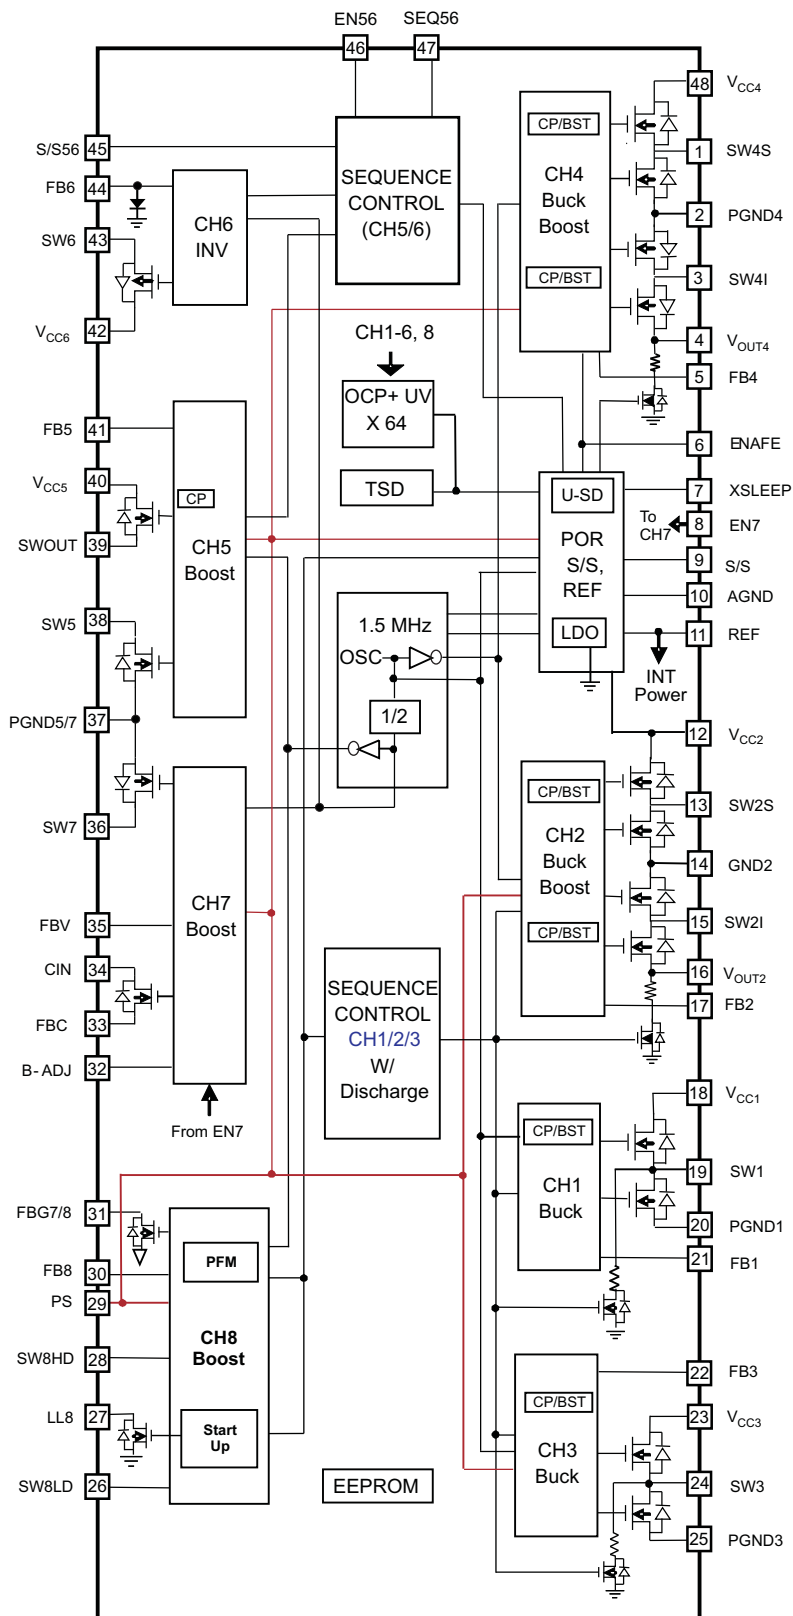 EN56
SEQ56
46
47
S/S56
45
FB6
44
SW6
43
V_CC6
42
CH6
INV
SEQUENCE
CONTROL
(CH5/6)
CP/BST
CH4
Buck
Boost
CP/BST
48
V_CC4
1
SW4S
2
PGND4
3
SW4I
4
V_OUT4
5
FB4
CH1-6, 8
OCP+ UV
X 64
TSD
FB5
41
V_CC5
40
SWOUT
39
SW5
38
PGND5/7
37
SW7
36
CP
CH5
Boost
6
ENAFE
7
XSLEEP
To
CH7
8
EN7
9
S/S
10
AGND
11
REF
INT
Power
U-SD
POR
S/S,
REF
LDO
1.5 MHz
OSC
1/2
12
V_CC2
13
SW2S
14
GND2
15
SW2I
16
V_OUT2
17
FB2
CP/BST
CH2
Buck
Boost
CP/BST
CH7
Boost
FBV
35
CIN
34
FBC
33
B- ADJ
32
From EN7
SEQUENCE
CONTROL
CH1/2/3
W/
Discharge
18
V_CC1
19
SW1
20
PGND1
21
FB1
CP/BST
CH1
Buck
FBG7/8
31
FB8
30
PS
29
SW8HD
28
LL8
27
SW8LD
26
PFM
CH8
Boost
Start
Up
EEPROM
22
FB3
23
V_CC3
24
SW3
25
PGND3
CP/BST
CH3
Buck